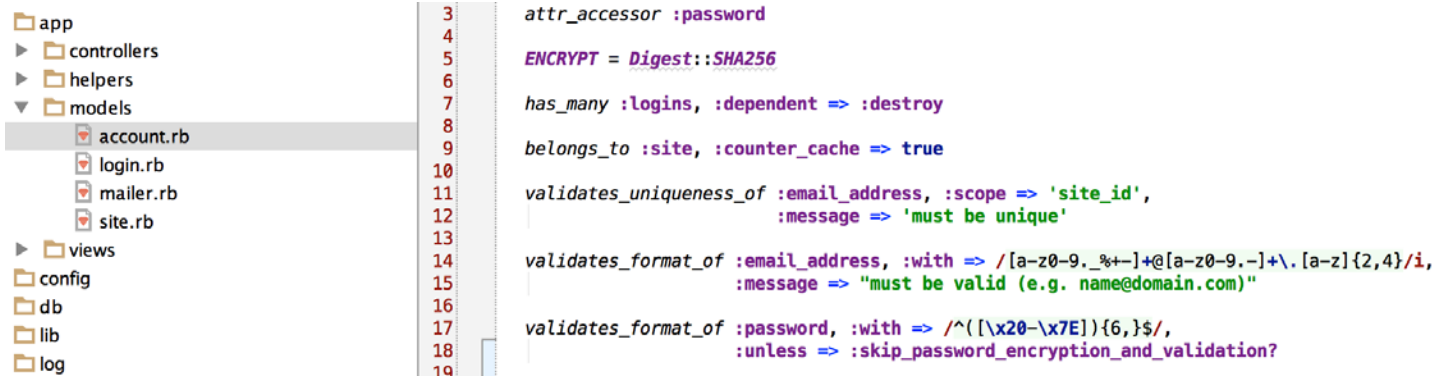 app
controllers
helpers
models
account.rb
login.rb
mailer.rb
site.rb
views
config
db
lib
log
3 attr_accessor :password
4
5 ENCRYPT = Digest::SHA256
6
7 has_many :logins, :dependent => :destroy
8
9 belongs_to :site, :counter_cache => true
10
11 validates_uniqueness_of :email_address, :scope => 'site_id',
12 :message => 'must be unique'
13
14 validates_format_of :email_address, :with => /[a-z0-9._%+-]+@[a-z0-9.-]+\.[a-z]{2,4}/i,
15 :message => "must be valid (e.g. name@domain.com)"
16
17 validates_format_of :password, :with => /^([\x20-\x7E]){6,}$/,
18 :unless => :skip_password_encryption_and_validation?
19